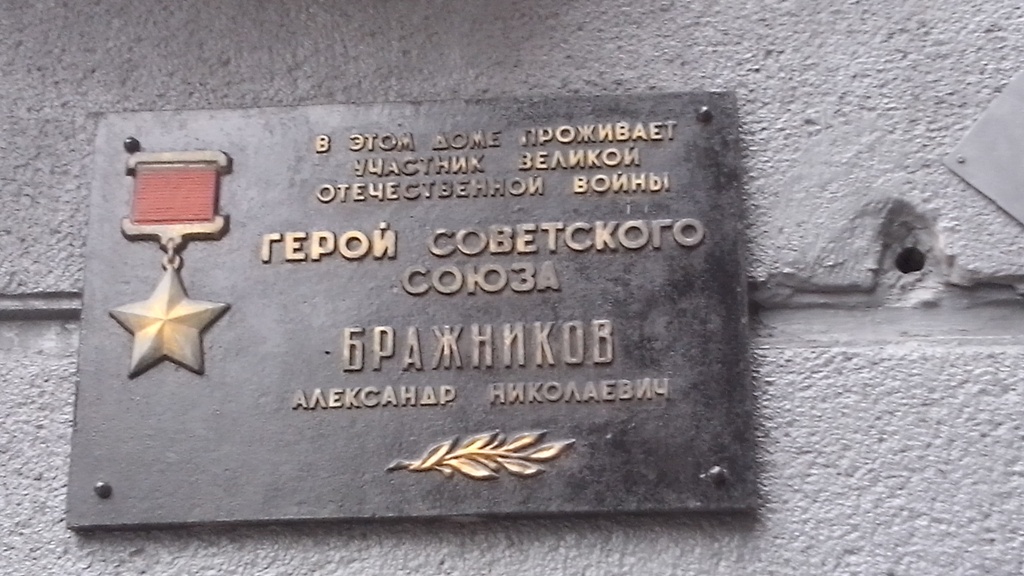 В ЭТОМ ДОМЕ ПРОЖИВАЕТ
УЧАСТНИК ВЕЛИКОЙ
ОТЕЧЕСТВЕННОЙ ВОЙНЫ
ГЕРОЙ СОВЕТСКОГО
СОЮЗА
БРАЖНИКОВ
АЛЕКСАНДР НИКОЛАЕВИЧ